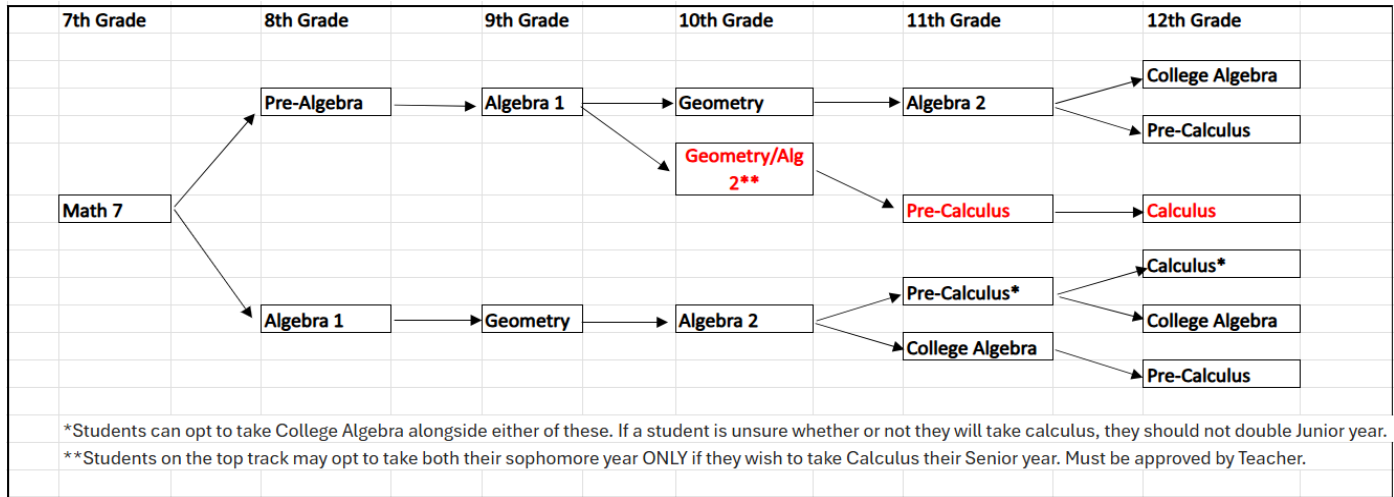 7th Grade 8th Grade 9th Grade 10th Grade 11th Grade 12th Grade
College Algebra
Pre-Algebra Algebra 1 Geometry Algebra 2
Pre-Calculus
Geometry/Alg
2**
Math 7 Pre-Calculus Calculus
Calculus*
Pre-Calculus*
Algebra 1 Geometry Algebra 2 College Algebra
College Algebra
Pre-Calculus
*Students can opt to take College Algebra alongside either of these. If a student is unsure whether or not they will take calculus, they should not double Junior year.
**Students on the top track may opt to take both their sophomore year ONLY if they wish to take Calculus their Senior year. Must be approved by Teacher.